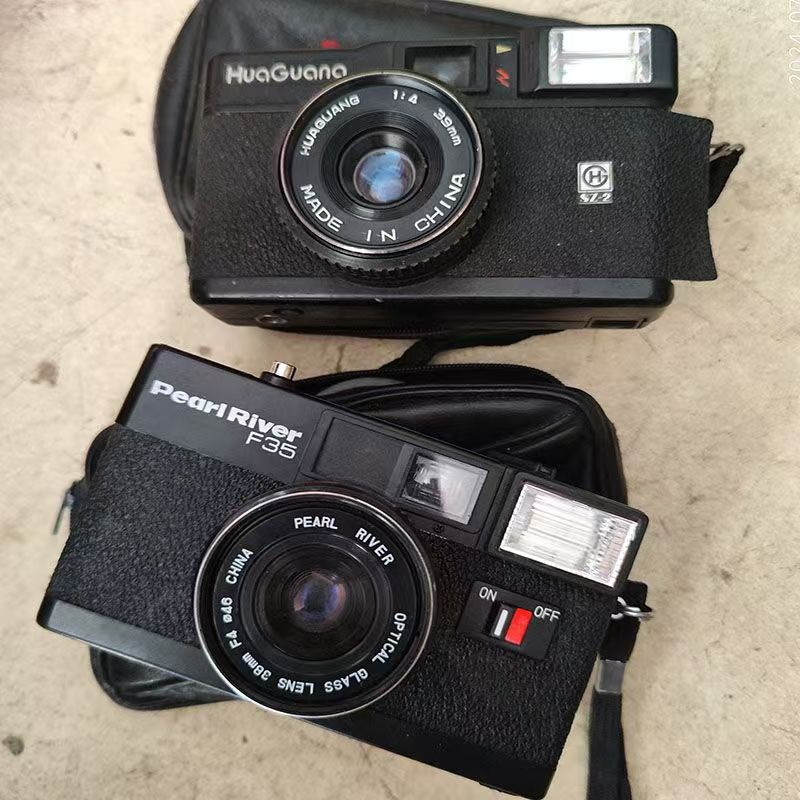 HuaGuang
HUAGUANG 1:4 39mm
MADE IN CHINA
SZ-2
Pearl River
F35
PEARL RIVER OPTICAL GLASS LENS 38mm F4 ø46 CHINA
ON OFF